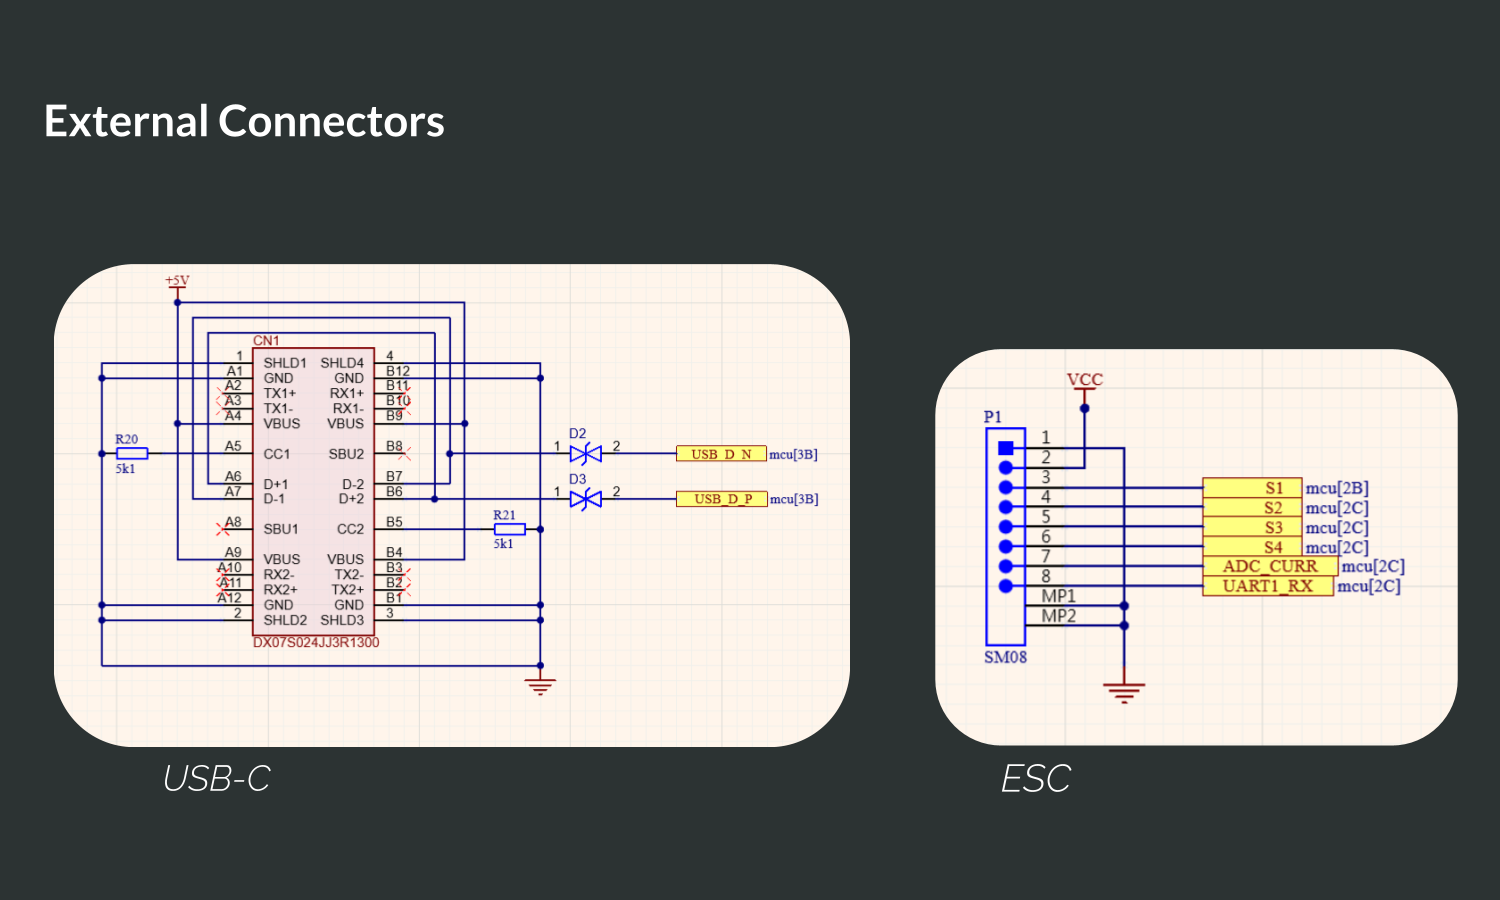 External Connectors
+5V
CN1
1 SHLD1 SHLD4 4
A1 GND GND B12
A2 TX1+ RX1+ B11
A3 TX1- RX1- B10
A4 VBUS VBUS B9
R20
5k1
A5 CC1 SBU2 B8
A6 D+1 D-2 B7
A7 D-1 D+2 B6
A8 SBU1 CC2 B5
A9 VBUS VBUS B4
A10 RX2- TX2- B3
A11 RX2+ TX2+ B2
A12 GND GND B1
2 SHLD2 SHLD3 3
DX07S024JJ3R1300
D2
1 2 USB_D_N mcu[3B]
D3
1 2 USB_D_P mcu[3B]
R21
5k1
USB-C
VCC
P1
1
2
3 S1 mcu[2B]
4 S2 mcu[2C]
5 S3 mcu[2C]
6 S4 mcu[2C]
7 ADC_CURR mcu[2C]
8 UART1_RX mcu[2C]
MP1
MP2
SM08
ESC